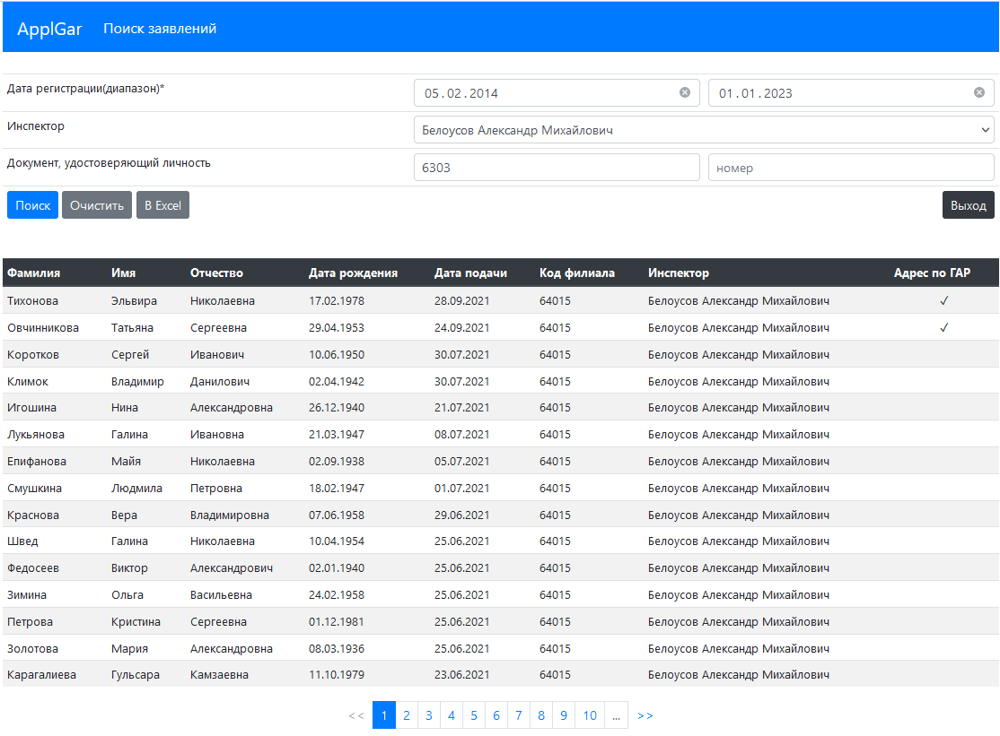 ApplGar Поиск заявлений
Дата регистрации(диапазон)* 05.02.2014 01.01.2023
Инспектор Белоусов Александр Михайлович
Документ, удостоверяющий личность 6303 номер
Поиск Очистить В Excel Выход
Фамилия Имя Отчество Дата рождения Дата подачи Код филиала Инспектор Адрес по ГАР
Тихонова Эльвира Николаевна 17.02.1978 28.09.2021 64015 Белоусов Александр Михайлович ✓
Овчинникова Татьяна Сергеевна 29.04.1953 24.09.2021 64015 Белоусов Александр Михайлович ✓
Коротков Сергей Иванович 10.06.1950 30.07.2021 64015 Белоусов Александр Михайлович
Климок Владимир Данилович 02.04.1942 30.07.2021 64015 Белоусов Александр Михайлович
Игошина Нина Александровна 26.12.1940 21.07.2021 64015 Белоусов Александр Михайлович
Лукьянова Галина Ивановна 21.03.1947 08.07.2021 64015 Белоусов Александр Михайлович
Епифанова Майя Николаевна 02.09.1938 05.07.2021 64015 Белоусов Александр Михайлович
Смушкина Людмила Петровна 18.02.1947 01.07.2021 64015 Белоусов Александр Михайлович
Краснова Вера Владимировна 07.06.1958 29.06.2021 64015 Белоусов Александр Михайлович
Швед Галина Николаевна 10.04.1954 25.06.2021 64015 Белоусов Александр Михайлович
Федосеев Виктор Александрович 02.01.1940 25.06.2021 64015 Белоусов Александр Михайлович
Зимина Ольга Васильевна 24.02.1958 25.06.2021 64015 Белоусов Александр Михайлович
Петрова Кристина Сергеевна 01.12.1981 25.06.2021 64015 Белоусов Александр Михайлович
Золотова Мария Александровна 08.03.1936 25.06.2021 64015 Белоусов Александр Михайлович
Карагалиева Гульсара Камзаевна 11.10.1979 23.06.2021 64015 Белоусов Александр Михайлович
<< 1 2 3 4 5 6 7 8 9 10 ... >>